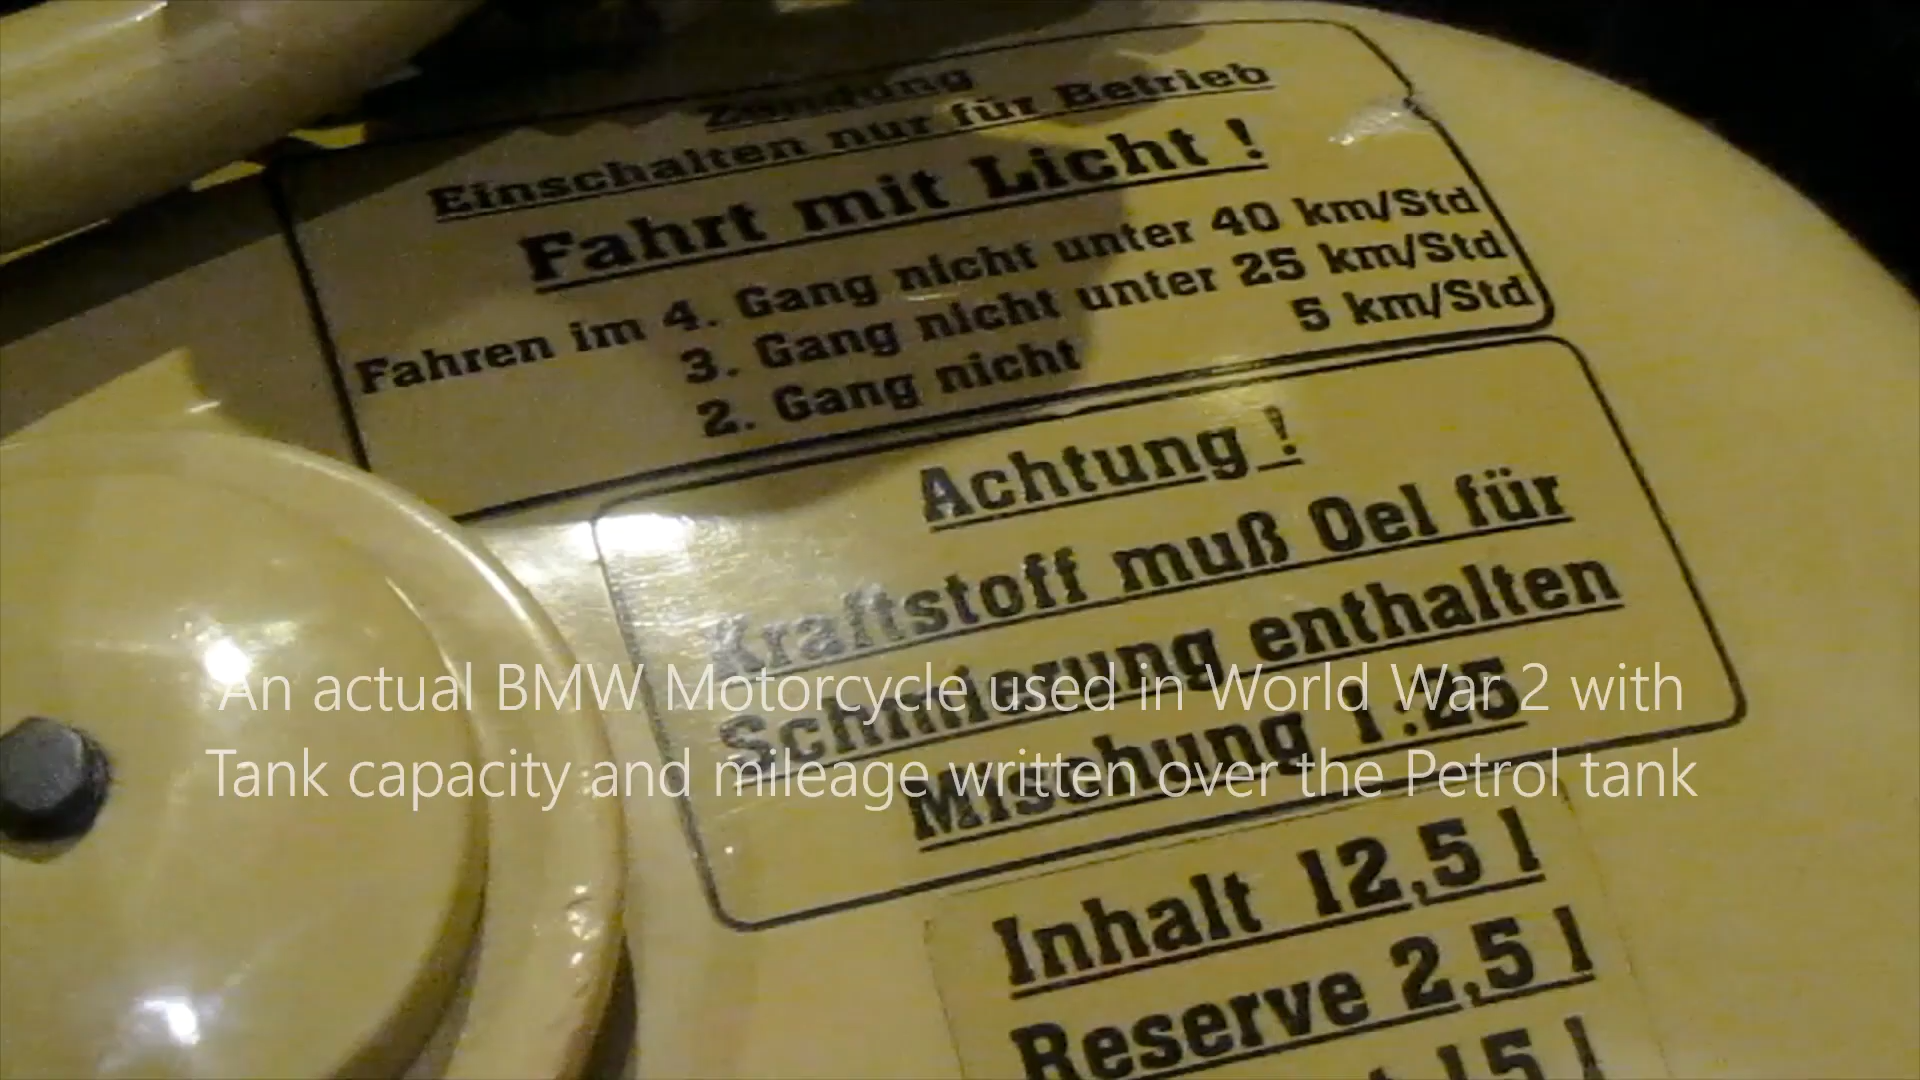 Zündung
Einschalten nur für Betrieb
Fahrt mit Licht !
Fahren im 4. Gang nicht unter 40 km/Std
3. Gang nicht unter 25 km/Std
2. Gang nicht 5 km/Std
Achtung !
Kraftstoff muß Oel für
Schmierung enthalten
Mischung 1:25
An actual BMW Motorcycle used in World War 2 with
Tank capacity and mileage written over the Petrol tank
Inhalt 12,5 l
Reserve 2,5 l
15 l